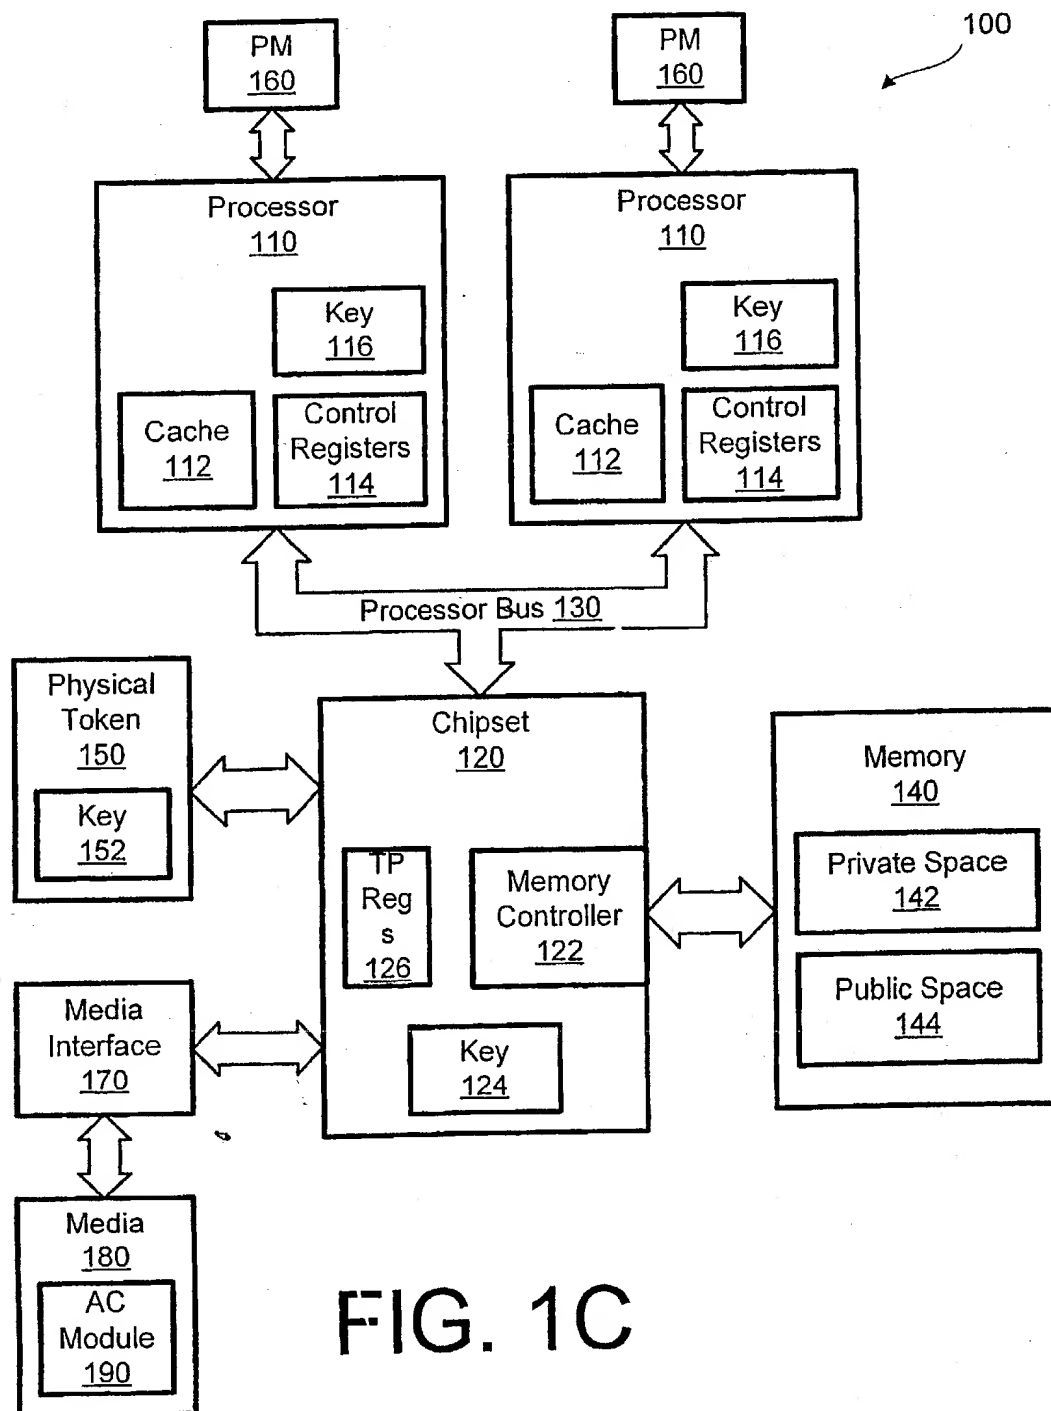 100
PM
160
PM
160
Processor
110
Key
116
Cache
112
Control
Registers
114
Processor
110
Key
116
Cache
112
Control
Registers
114
Processor Bus 130
Physical
Token
150
Key
152
Chipset
120
TP
Reg
s
126
Memory
Controller
122
Key
124
Memory
140
Private Space
142
Public Space
144
Media
Interface
170
Media
180
AC
Module
190
FIG. 1C